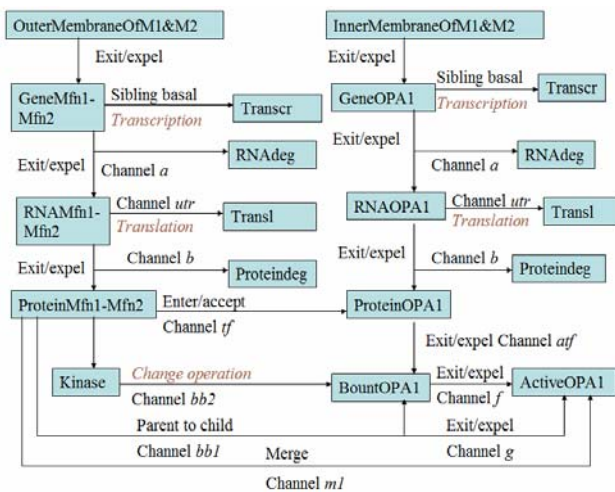 OuterMembraneOfM1&M2
InnerMembraneOfM1&M2
Exit/expel
Exit/expel
GeneMfn1-
Mfn2
Sibling basal
Transcription
Transcr
GeneOPA1
Sibling basal
Transcription
Transcr
Exit/expel
Channel a
RNAdeg
Exit/expel
Channel a
RNAdeg
RNAMfn1-
Mfn2
Channel utr
Translation
Transl
RNAOPA1
Channel utr
Translation
Transl
Exit/expel
Channel b
Proteindeg
Exit/expel
Channel b
Proteindeg
ProteinMfn1-Mfn2
Enter/accept
Channel tf
ProteinOPA1
Exit/expel Channel atf
Kinase
Change operation
Channel bb2
BountOPA1
Exit/expel
Channel f
ActiveOPA1
Parent to child
Channel bb1
Exit/expel
Channel g
Merge
Channel m1